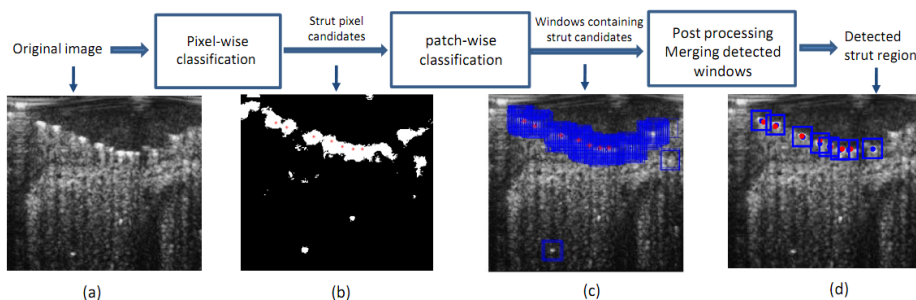 Original image
Pixel-wise
classification
Strut pixel
candidates
patch-wise
classification
Windows containing
strut candidates
Post processing
Merging detected
windows
Detected
strut region
(a)
(b)
(c)
(d)